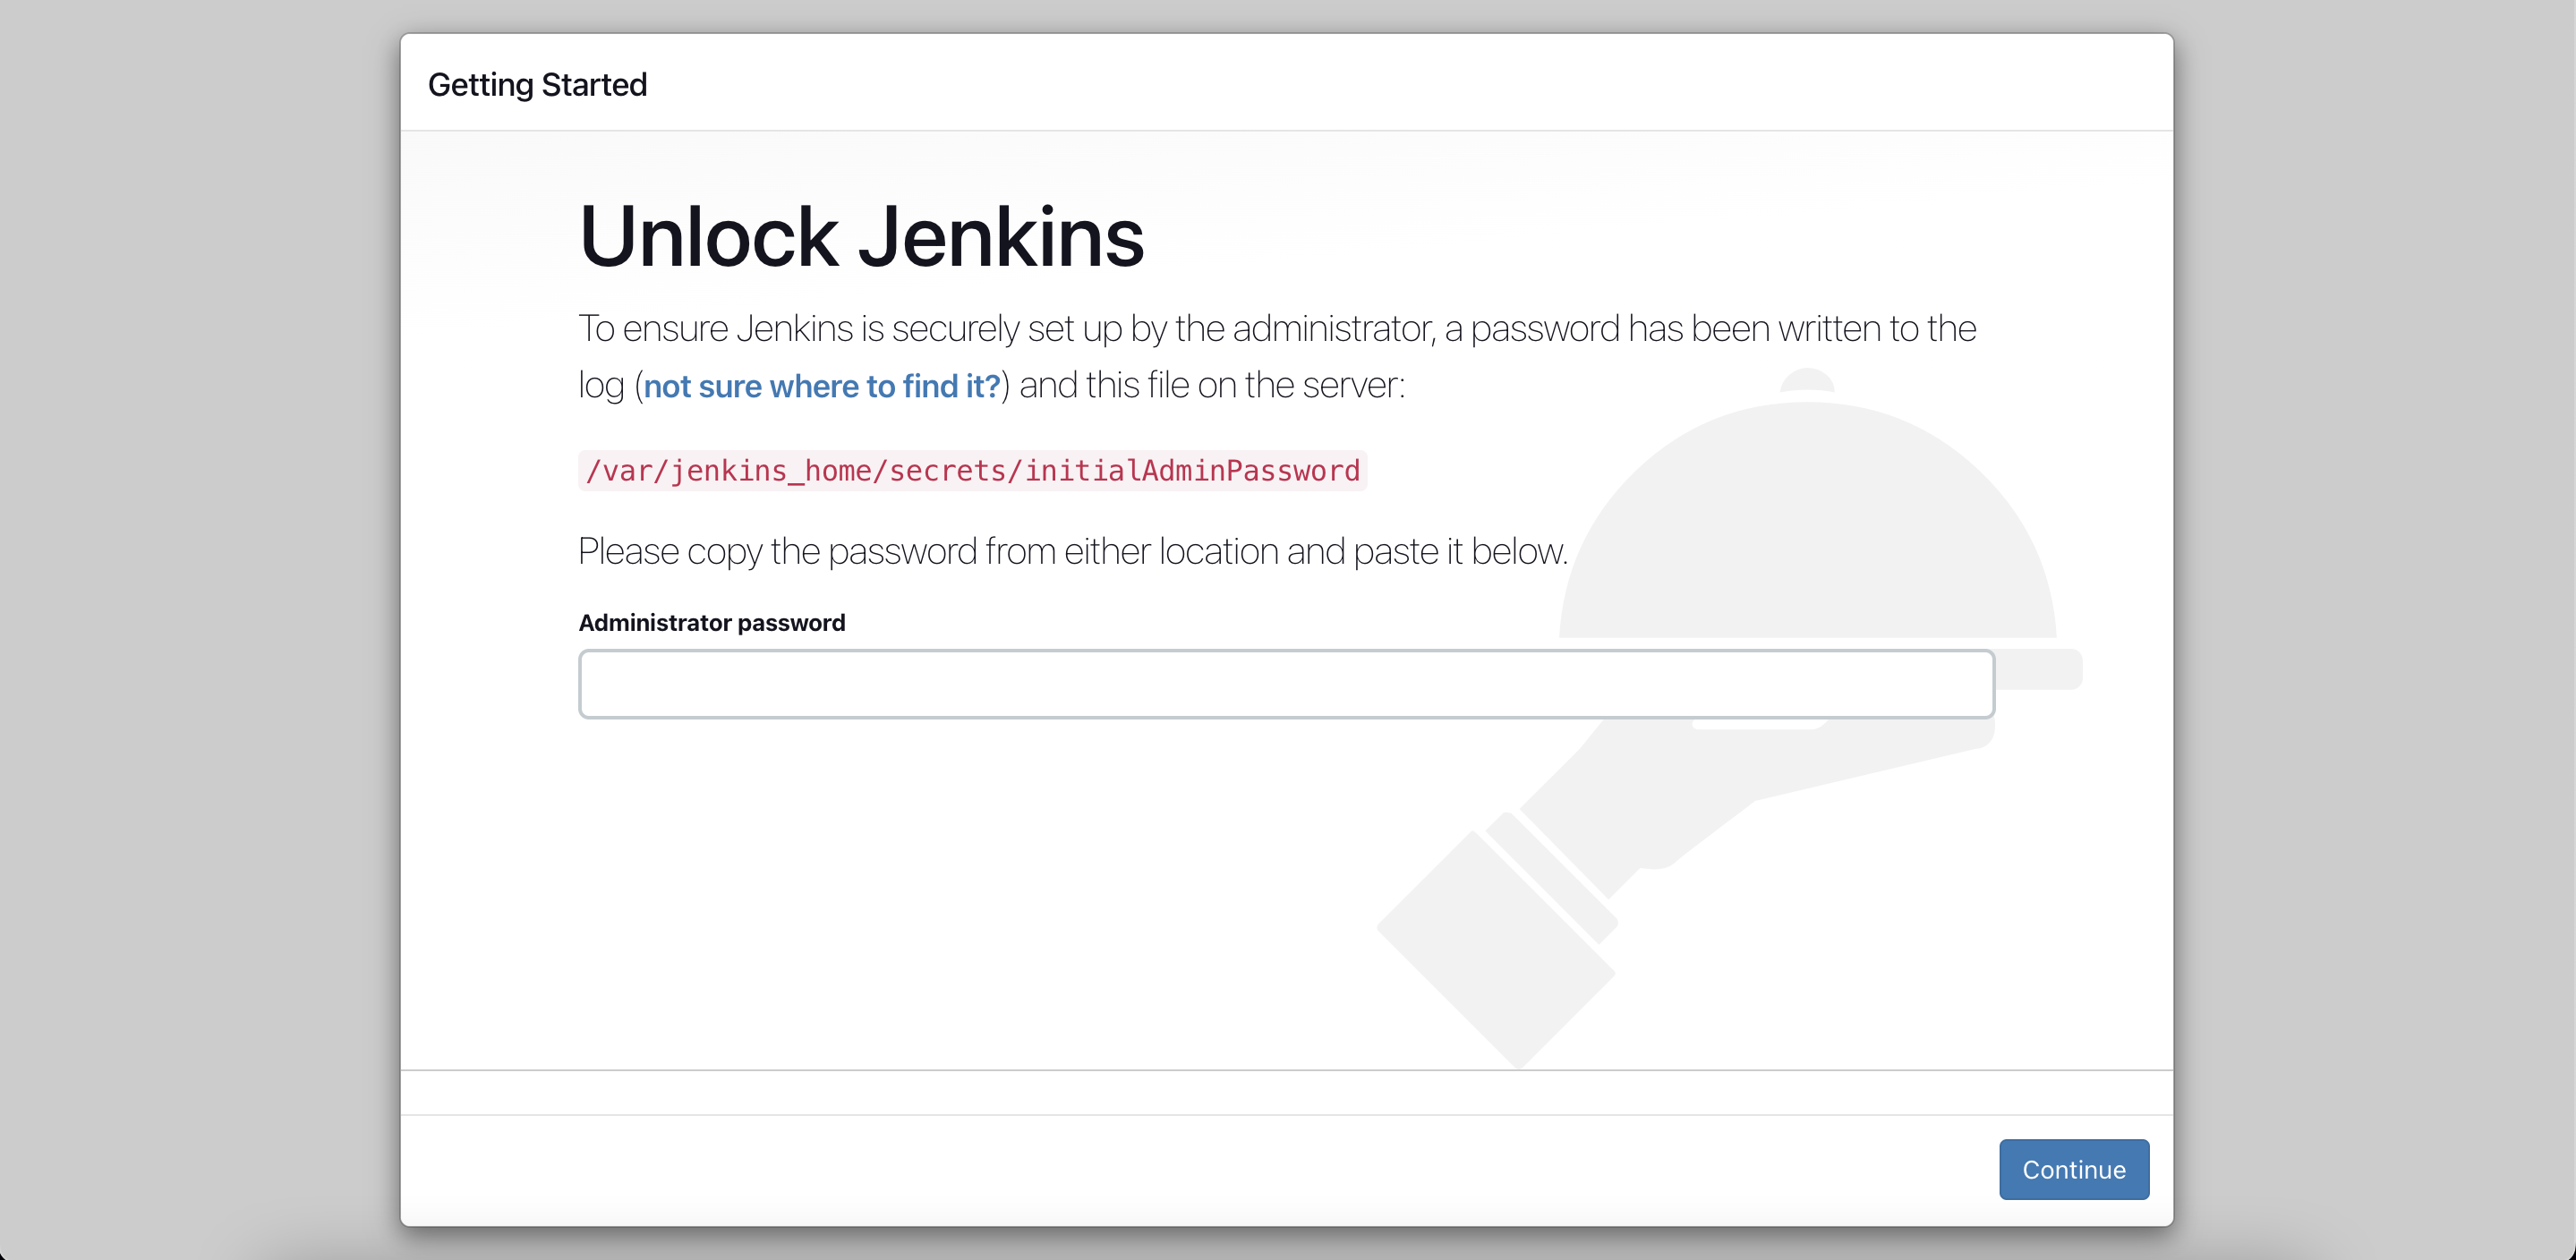 Getting Started
Unlock Jenkins
To ensure Jenkins is securely set up by the administrator, a password has been written to the
log (not sure where to find it?) and this file on the server:
/var/jenkins_home/secrets/initialAdminPassword
Please copy the password from either location and paste it below.
Administrator password
Continue